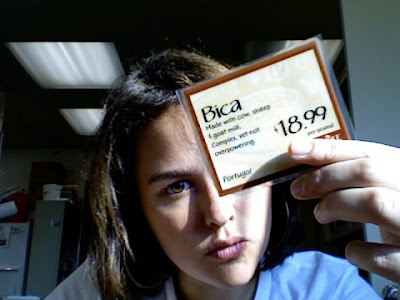 Bica
Made with cow, sheep
& goat milk.
Complex, yet not
overpowering.
$18.99
per pound
Portugal